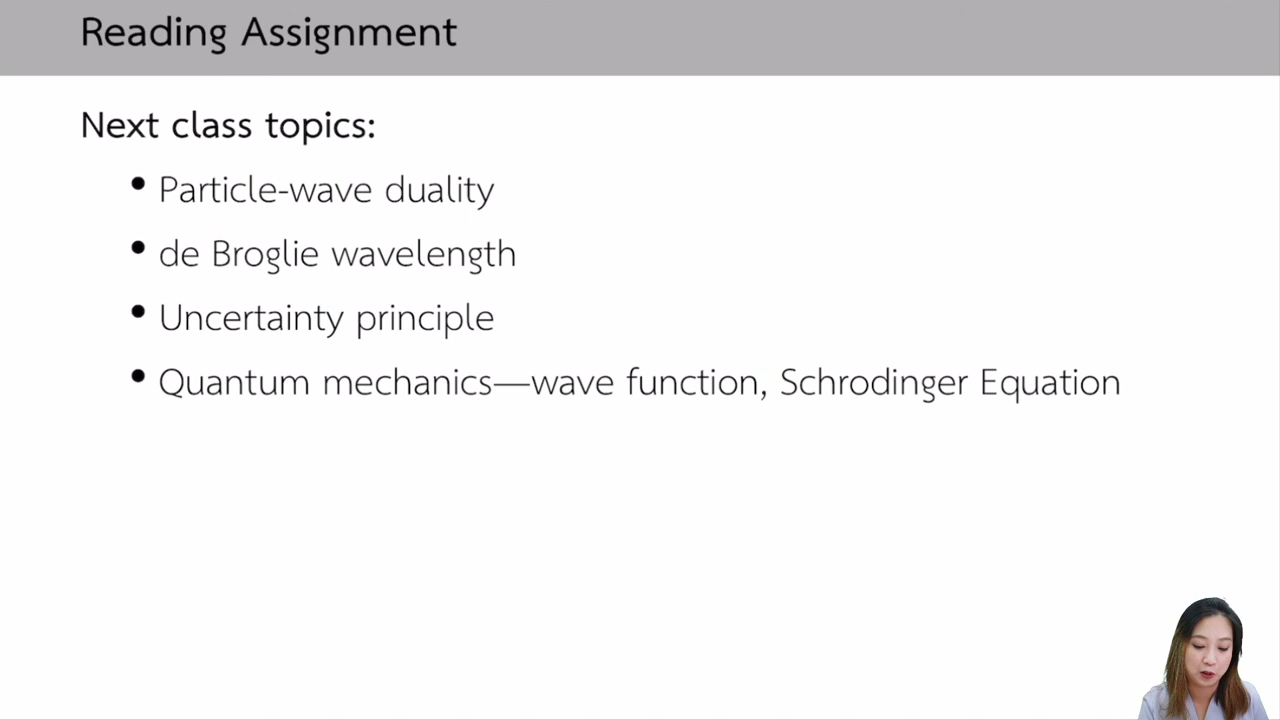 Reading Assignment
Next class topics:
• Particle-wave duality
• de Broglie wavelength
• Uncertainty principle
• Quantum mechanics—wave function, Schrodinger Equation